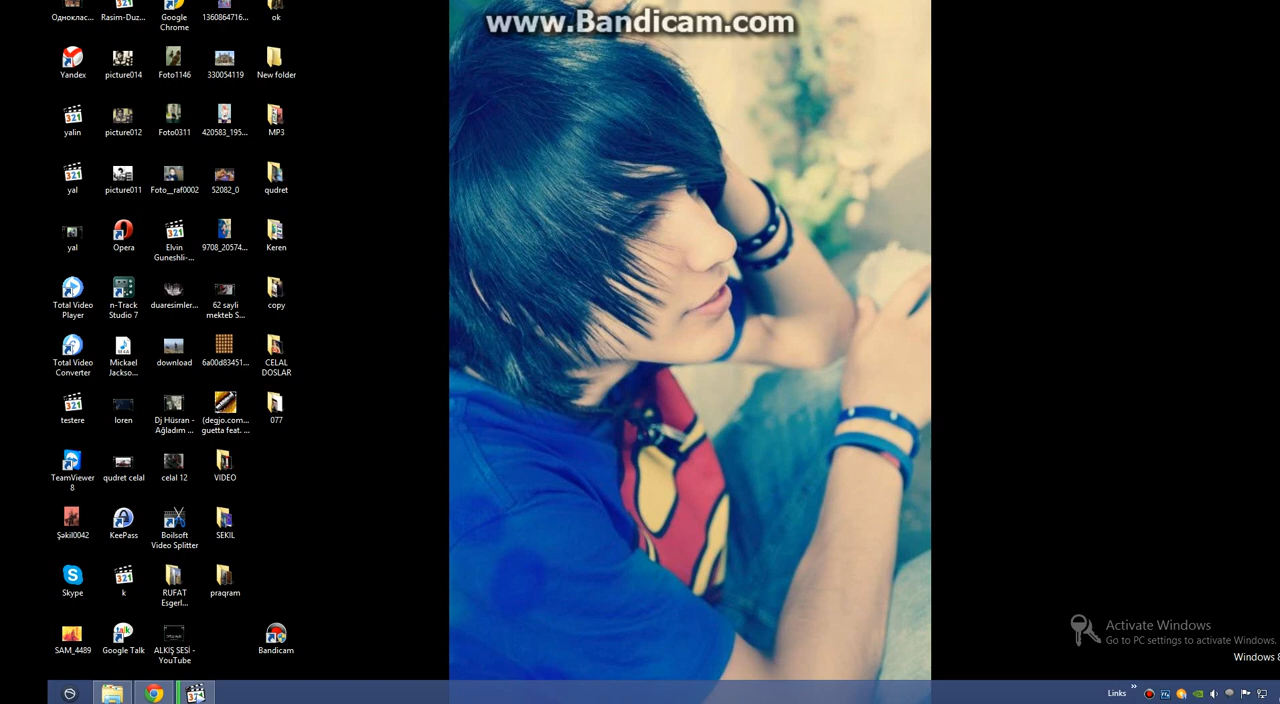 www.Bandicam.com
Одноклас...
Rasim-Duz...
Google
Chrome
1360864716...
ok
Yandex
picture014
Foto1146
330054119
New folder
yalin
picture012
Foto0311
420583_195...
MP3
yal
picture011
Foto__raf0002
52082_0
qudret
yal
Opera
Elvin
Guneshli-...
9708_20574...
Keren
Total Video
Player
n-Track
Studio 7
duaresimler...
62 sayli
mekteb S...
copy
Total Video
Converter
Mickael
Jackso...
download
6a00d83451...
CELAL
DOSLAR
testere
loren
Dj Hüsran -
Ağladım ...
(degjo.com...
guetta feat. ...
077
TeamViewer
8
qudret celal
celal 12
VIDEO
Şəkil0042
KeePass
Boilsoft
Video Splitter
SEKIL
Skype
k
RUFAT
Esgerl...
praqram
SAM_4489
Google Talk
ALKIŞ SESİ -
YouTube
Bandicam
Activate Windows
Go to PC settings to activate Windows.
Windows 8
Links